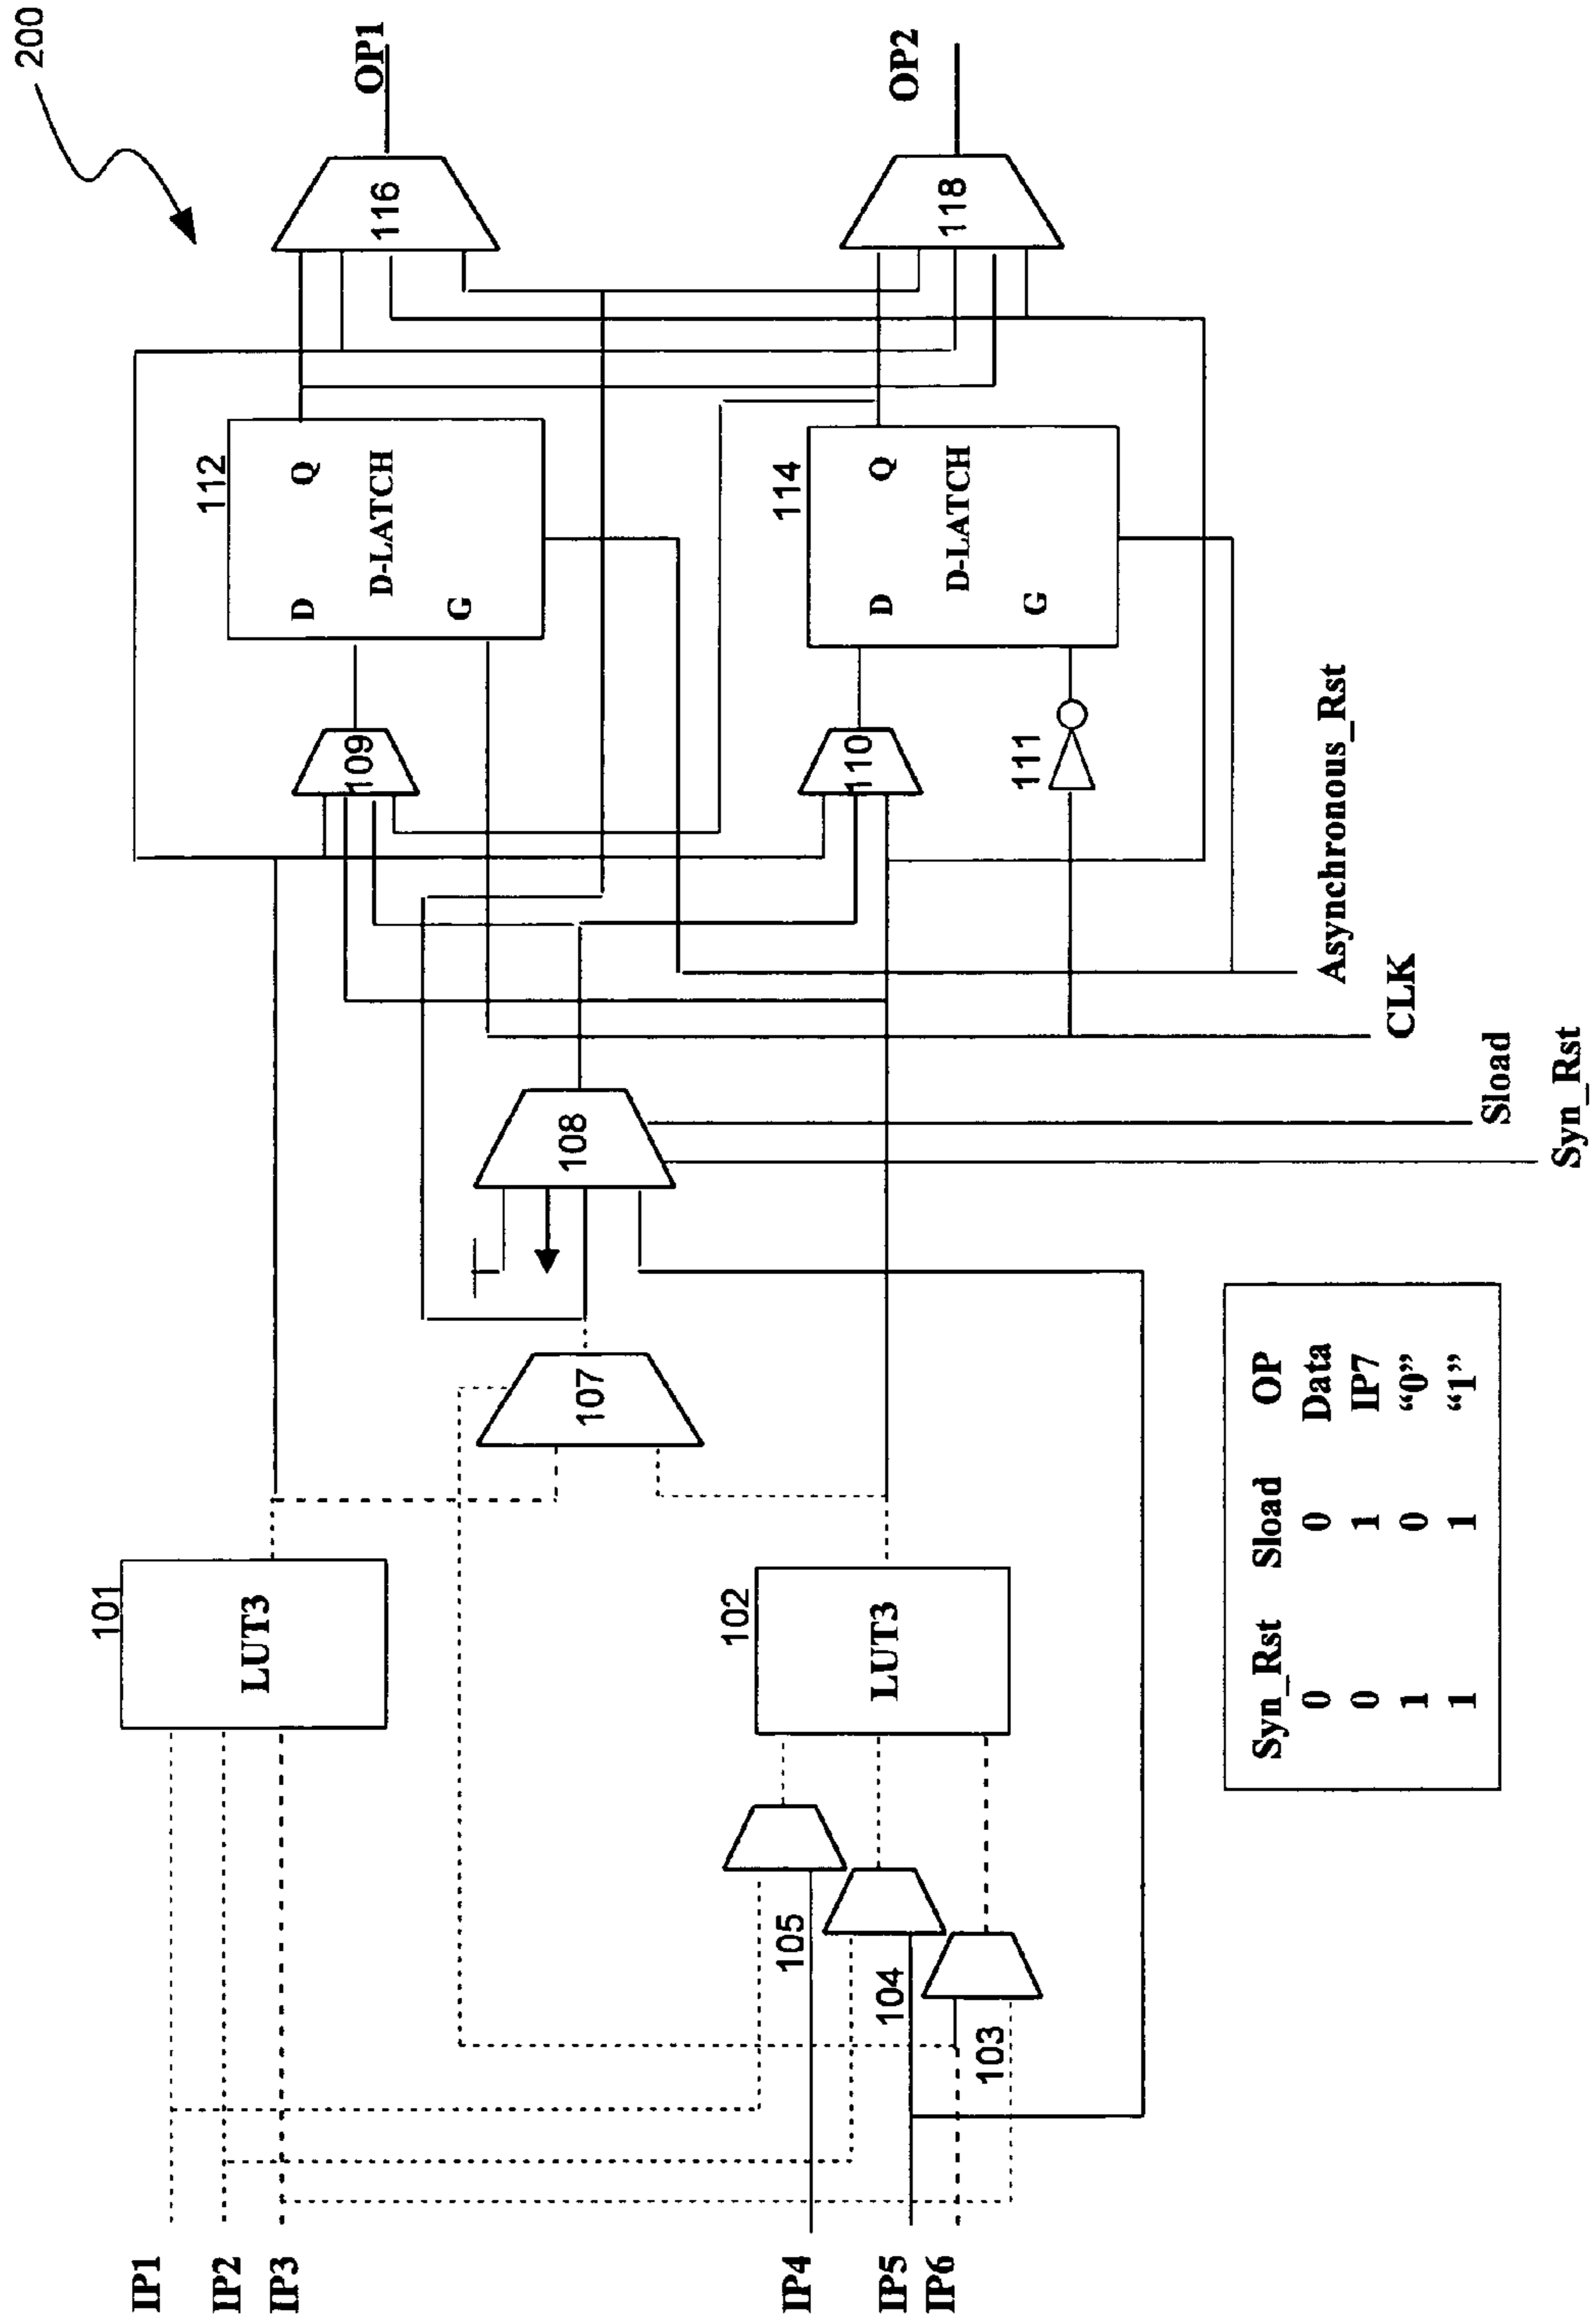 200
OP1
OP2
116
118
112
D Q
D-LATCH
G
114
D Q
D-LATCH
G
109
110
111
Asynchronous_Rst
CLK
Sload
Syn_Rst
108
107
101
LUT3
102
LUT3
105
104
103
IP1
IP2
IP3
IP4
IP5
IP6
Syn_Rst Sload OP
0 0 Data
0 1 IP7
1 0 “0”
1 1 “1”